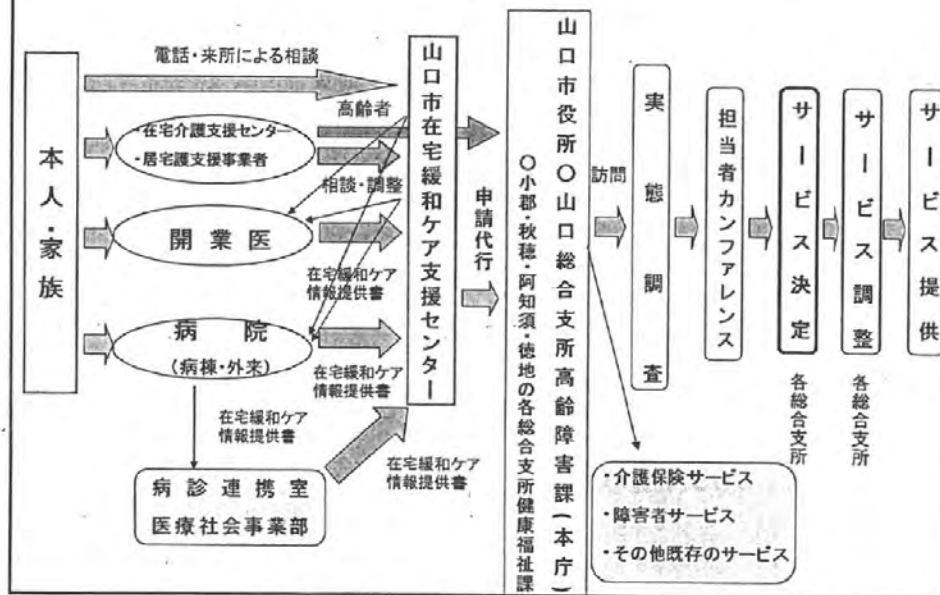 電話・来所による相談
本人・家族
・在宅介護支援センター
・居宅護支援事業者
高齢者
相談・調整
開業医
在宅緩和ケア
情報提供書
病院
(病棟・外来)
在宅緩和ケア
情報提供書
在宅緩和ケア
情報提供書
病診連携室
医療社会事業部
在宅緩和ケア
情報提供書
山口市在宅緩和ケア支援センター
申請代行
山口市役所〇山口総合支所高齢障害課(本庁)
〇小郡・秋穂・阿知須・徳地の各総合支所健康福祉課
訪問
実態調査
担当者カンファレンス
サービス決定
各総合支所
サービス調整
各総合支所
サービス提供
・介護保険サービス
・障害者サービス
・その他既存のサービス